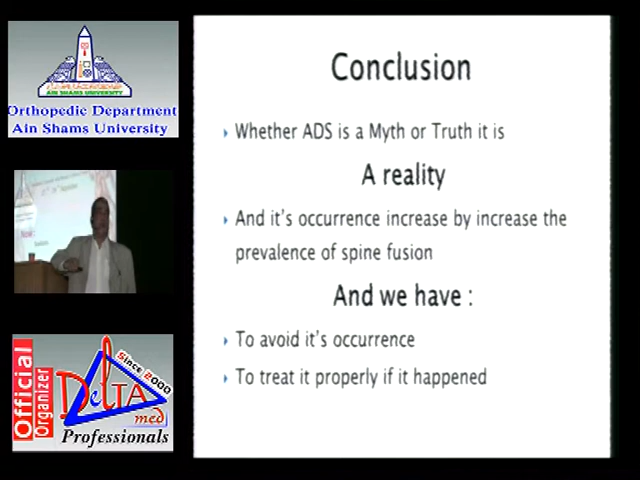 AIN SHAMS UNIVERSITY
Orthopedic Department
Ain Shams University
Official
Organizer
Since 2000
Delta
med
Professionals
Conclusion
Whether ADS is a Myth or Truth it is
A reality
And it's occurrence increase by increase the
prevalence of spine fusion
And we have :
To avoid it's occurrence
To treat it properly if it happened